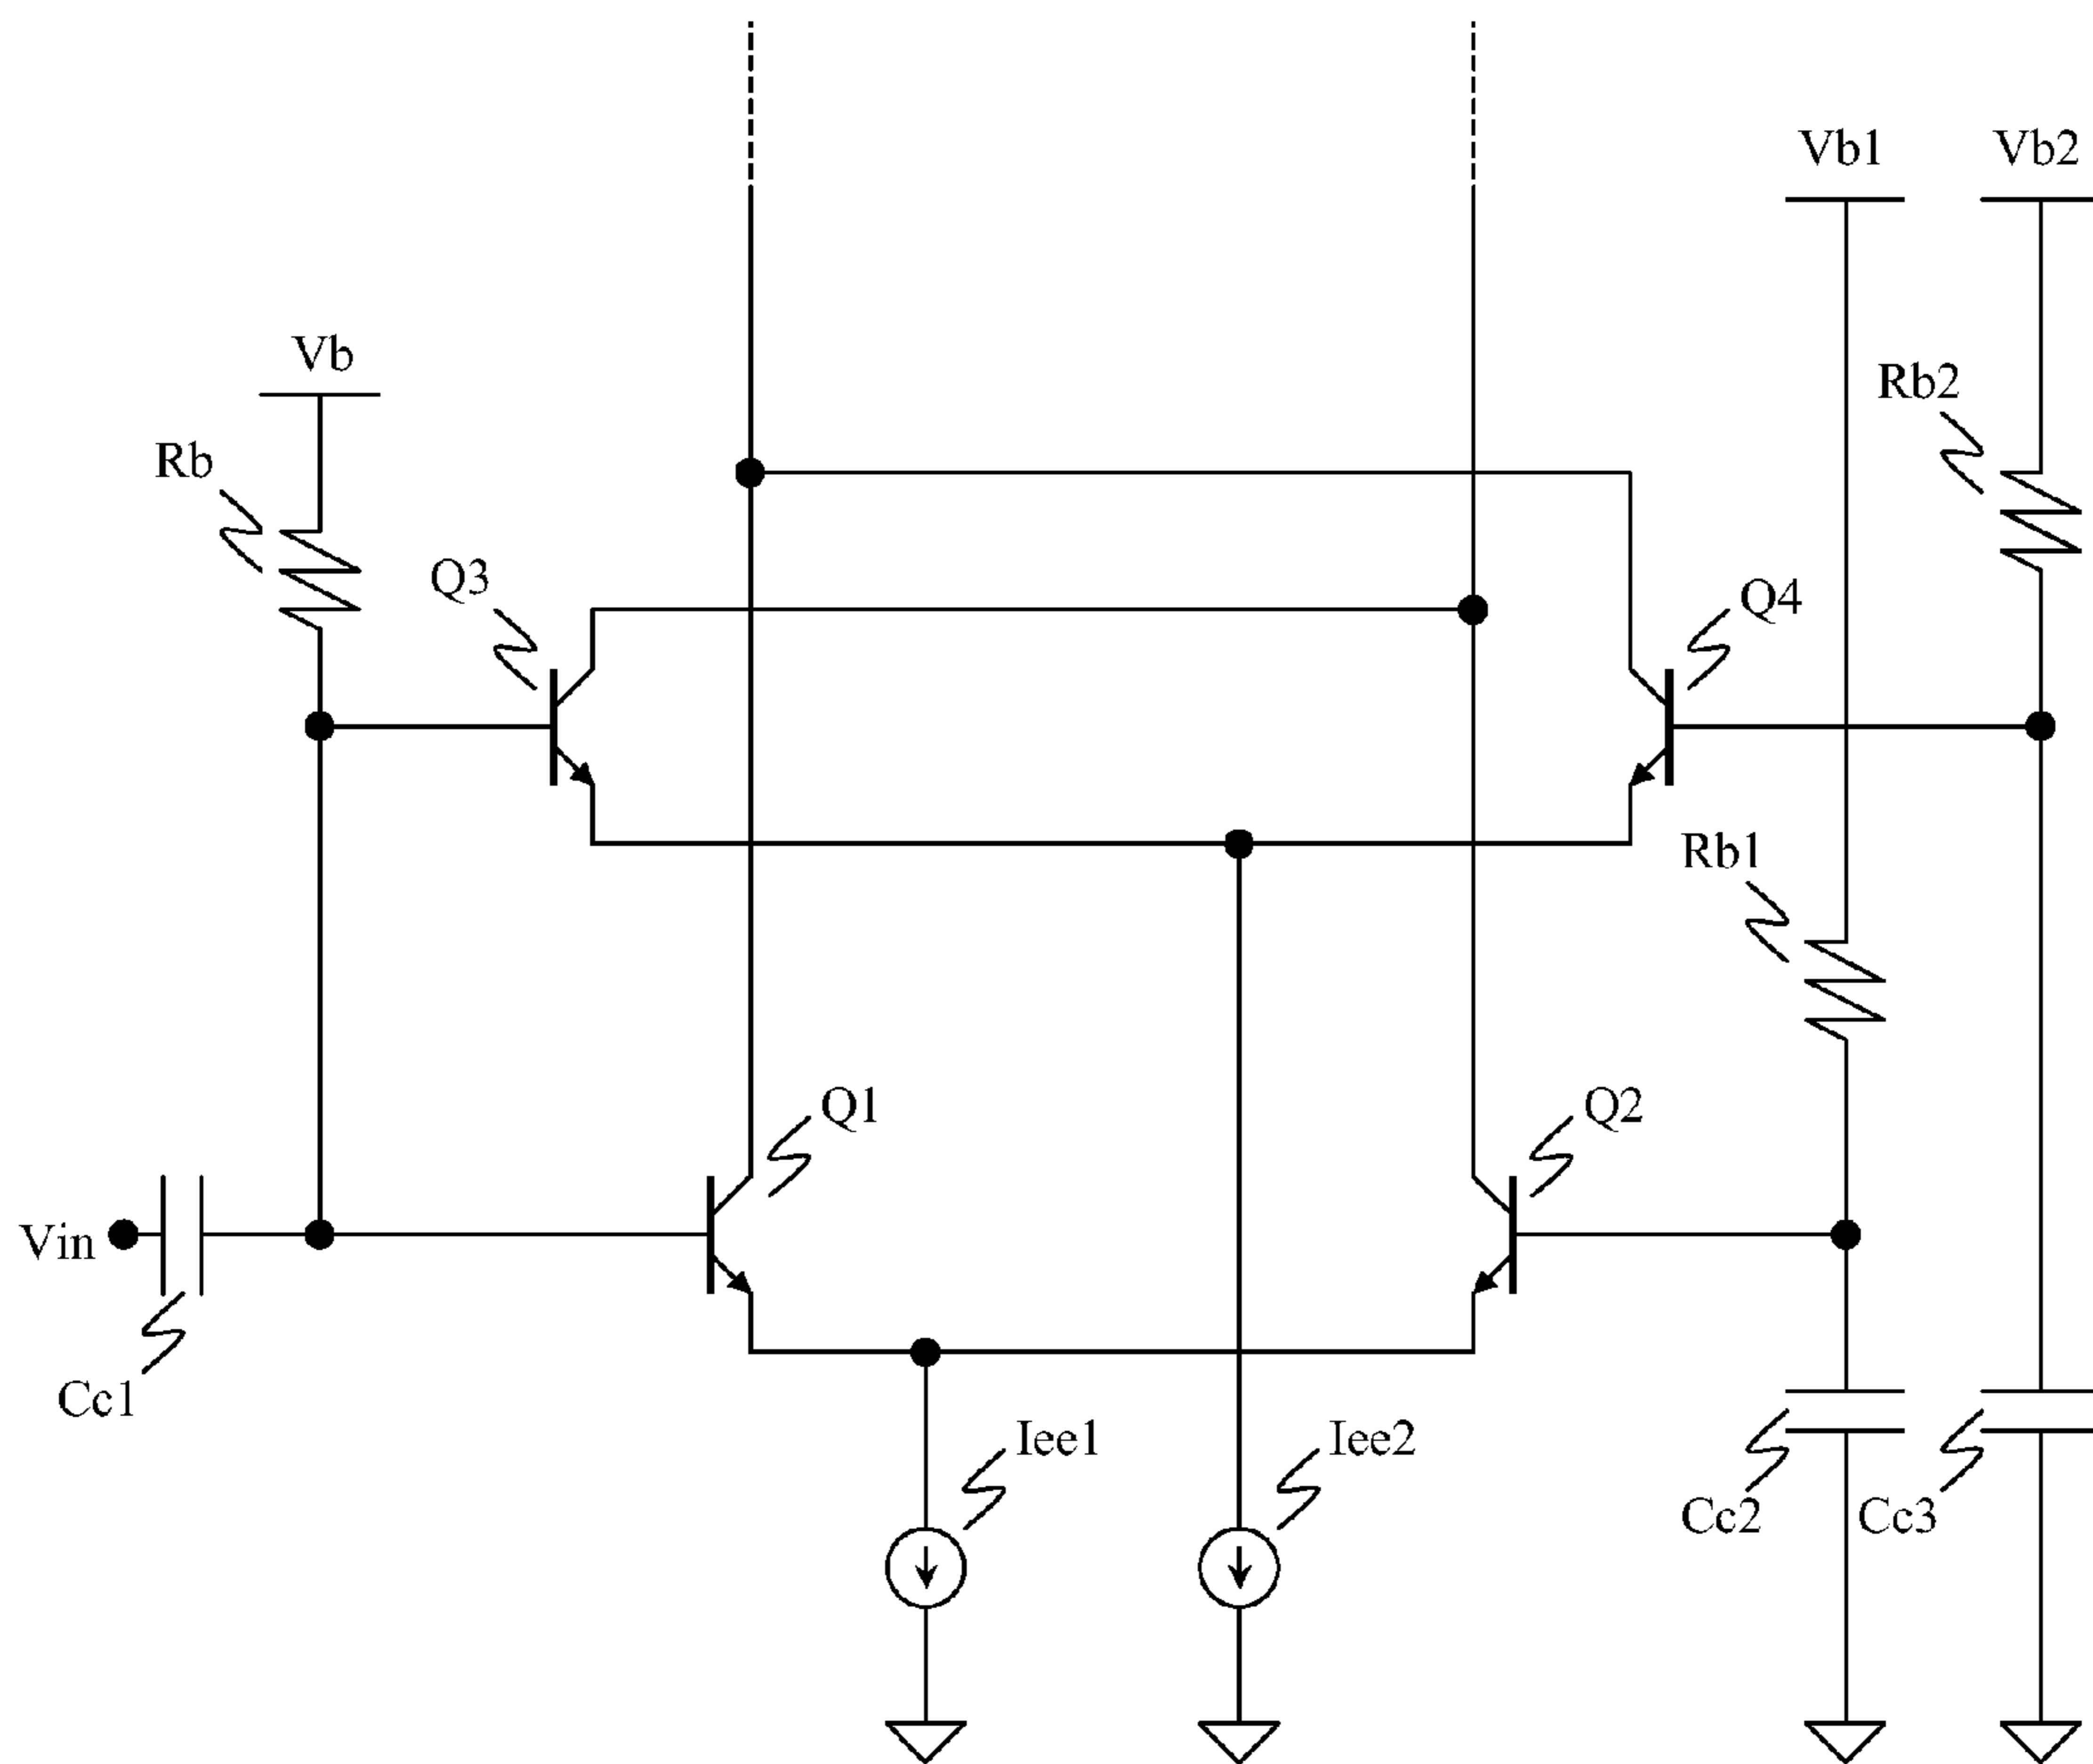 Vb1
Vb2
Vb
Rb2
Rb
Q3
Q4
Rb1
Q1
Q2
Vin
Cc1
Iee1
Iee2
Cc2
Cc3